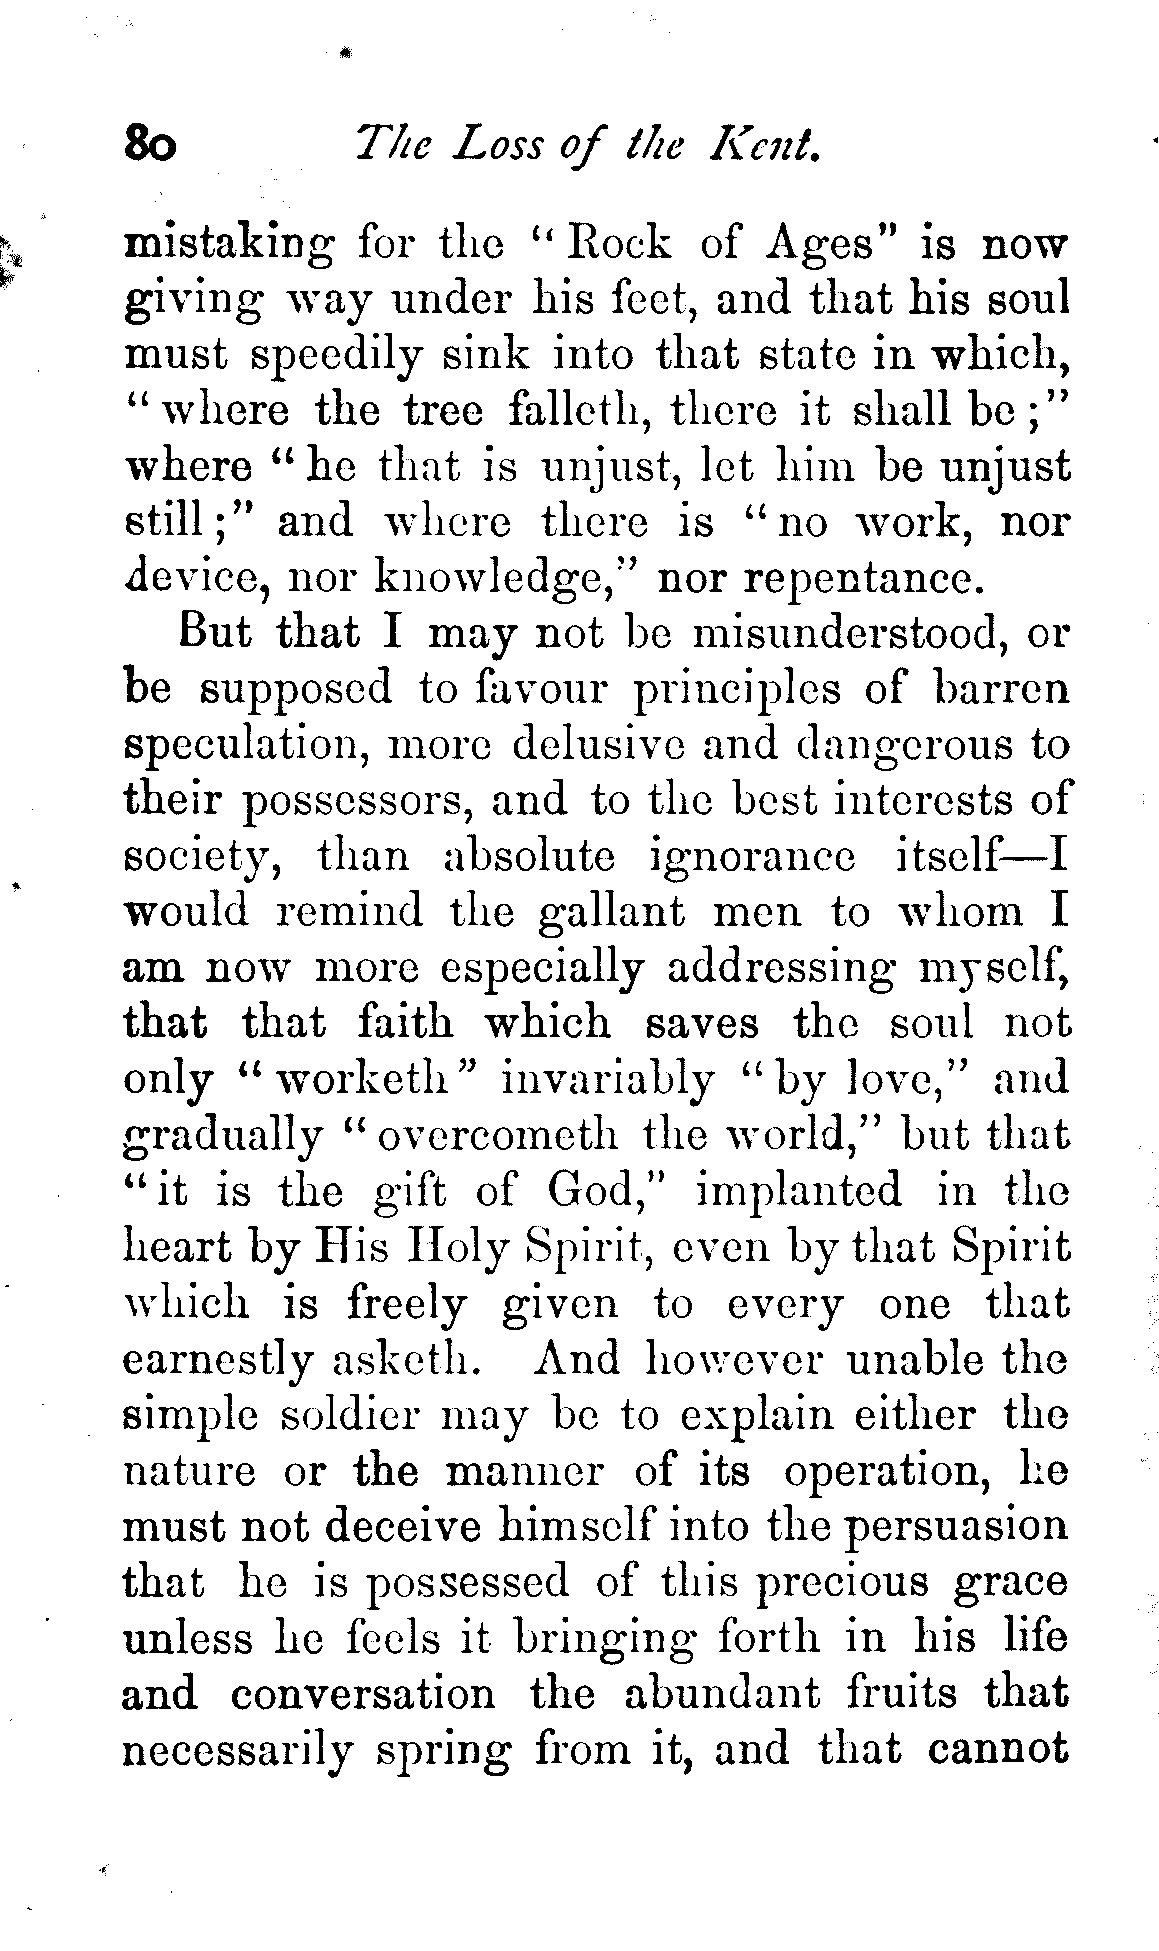 80 The Loss of the Kent.
mistaking for the “ Rock of Ages” is now
giving way under his feet, and that his soul
must speedily sink into that state in which,
“ where the tree falleth, there it shall be ;”
where “ he that is unjust, let him be unjust
still ;” and where there is “ no work, nor
device, nor knowledge,” nor repentance.
But that I may not be misunderstood, or
be supposed to favour principles of barren
speculation, more delusive and dangerous to
their possessors, and to the best interests of
society, than absolute ignorance itself—I
would remind the gallant men to whom I
am now more especially addressing myself,
that that faith which saves the soul not
only “ worketh” invariably “ by love,” and
gradually “ overcometh the world,” but that
“ it is the gift of God,” implanted in the
heart by His Holy Spirit, even by that Spirit
which is freely given to every one that
earnestly asketh. And however unable the
simple soldier may be to explain either the
nature or the manner of its operation, he
must not deceive himself into the persuasion
that he is possessed of this precious grace
unless he feels it bringing forth in his life
and conversation the abundant fruits that
necessarily spring from it, and that cannot